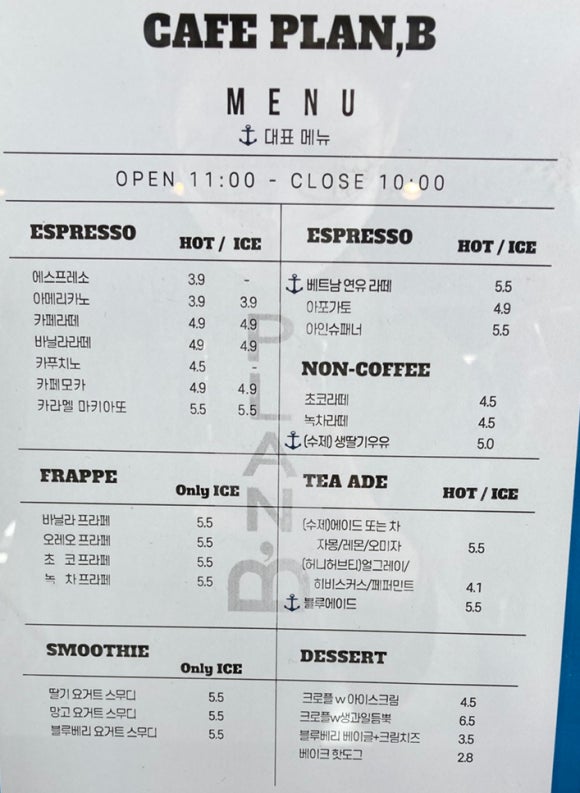 CAFE PLAN,B
MENU
⚓ 대표 메뉴
OPEN 11:00 - CLOSE 10:00
ESPRESSO HOT / ICE
에스프레소 3.9 -
아메리카노 3.9 3.9
카페라떼 4.9 4.9
바닐라라떼 4.9 4.9
카푸치노 4.5 -
카페모카 4.9 4.9
카라멜 마키아또 5.5 5.5
ESPRESSO HOT / ICE
⚓ 베트남 연유 라떼 5.5
아포가토 4.9
아인슈패너 5.5
NON-COFFEE
초코라떼 4.5
녹차라떼 4.5
⚓ (수제) 생딸기우유 5.0
FRAPPE Only ICE
바닐라 프라페 5.5
오레오 프라페 5.5
초 코 프라페 5.5
녹 차 프라페 5.5
TEA ADE HOT / ICE
(수제)에이드 또는 차
자몽/레몬/오미자 5.5
(허니허브티)얼그레이/
히비스커스/페퍼민트 4.1
⚓ 블루에이드 5.5
SMOOTHIE Only ICE
딸기 요거트 스무디 5.5
망고 요거트 스무디 5.5
블루베리 요거트 스무디 5.5
DESSERT
크로플 w 아이스크림 4.5
크로플w생과일듬뿍 6.5
블루베리 베이글+크림치즈 3.5
베이크 핫도그 2.8
PLAN,B